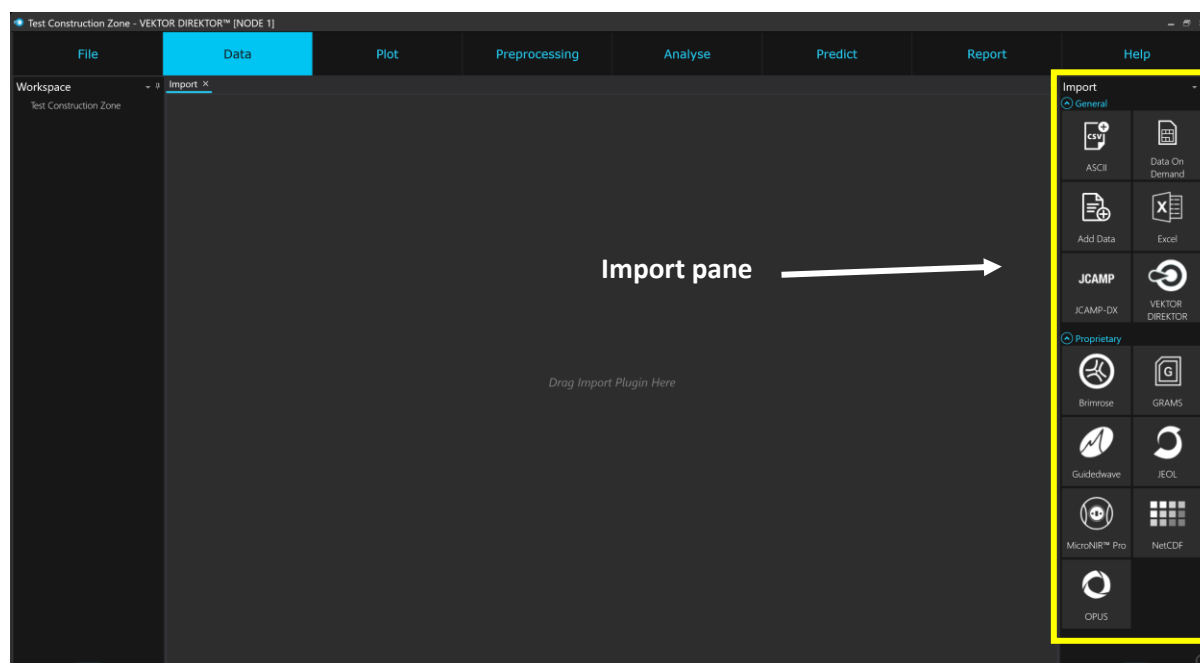 Test Construction Zone - VEKTOR DIREKTOR™ [NODE 1]
File Data Plot Preprocessing Analyse Predict Report Help
Workspace
Test Construction Zone
Import ×
Drag Import Plugin Here
Import pane
Import
General
CSV
ASCII
Data On
Demand
Add Data
X
Excel
JCAMP
JCAMP-DX
VEKTOR
DIREKTOR
Proprietary
Brimrose
G
GRAMS
Guidedwave
JEOL
MicroNIR™ Pro
NetCDF
OPUS